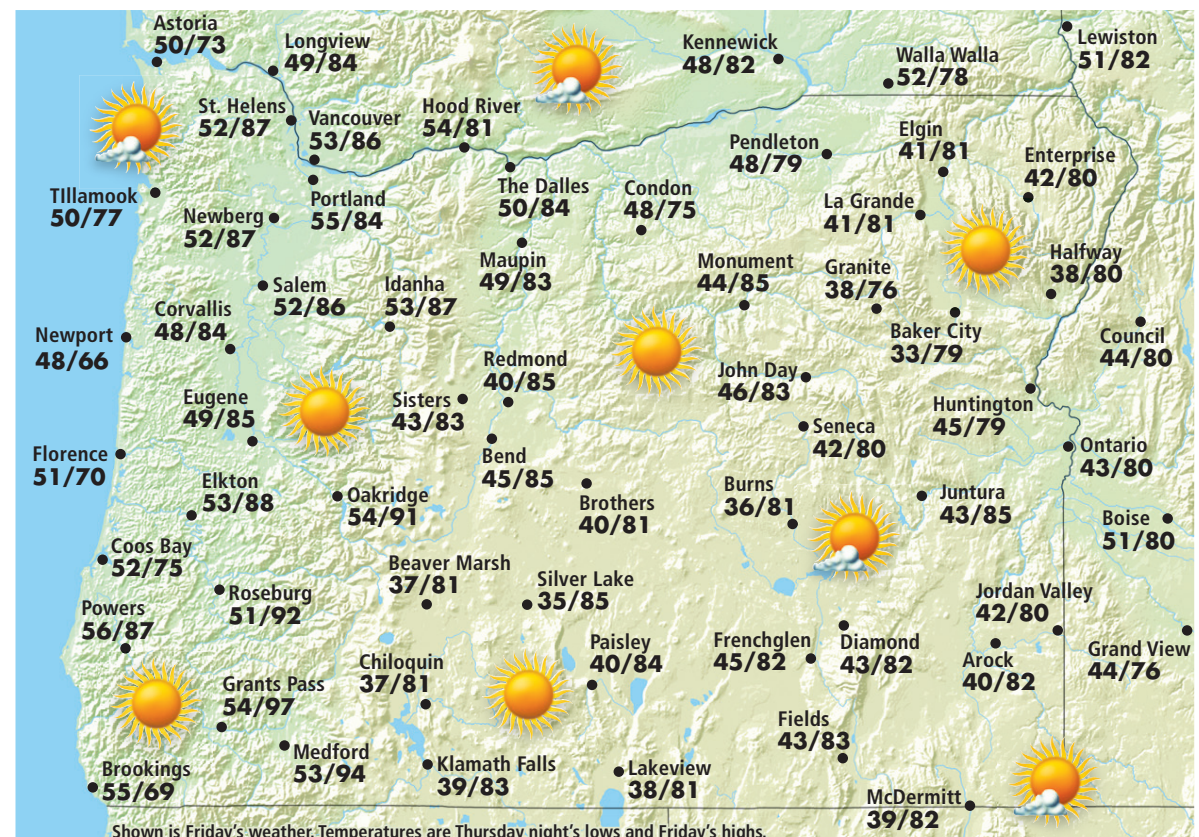 Astoria
50/73
Longview
49/84
Kennewick
48/82
Walla Walla
52/78
Lewiston
51/82
St. Helens
52/87
Vancouver
53/86
Hood River
54/81
Pendleton
48/79
Elgin
41/81
Enterprise
42/80
TIllamook
50/77
Newberg
52/87
Portland
55/84
The Dalles
50/84
Condon
48/75
La Grande
41/81
Maupin
49/83
Monument
44/85
Granite
38/76
Halfway
38/80
Salem
52/86
Idanha
53/87
Corvallis
48/84
Newport
48/66
Baker City
33/79
Council
44/80
Redmond
40/85
John Day
46/83
Eugene
49/85
Sisters
43/83
Huntington
45/79
Seneca
42/80
Ontario
43/80
Florence
51/70
Bend
45/85
Elkton
53/88
Oakridge
54/91
Brothers
40/81
Burns
36/81
Juntura
43/85
Boise
51/80
Coos Bay
52/75
Beaver Marsh
37/81
Silver Lake
35/85
Roseburg
51/92
Jordan Valley
42/80
Powers
56/87
Paisley
40/84
Frenchglen
45/82
Diamond
43/82
Arock
40/82
Grand View
44/76
Chiloquin
37/81
Grants Pass
54/97
Fields
43/83
Medford
53/94
Klamath Falls
39/83
Lakeview
38/81
Brookings
55/69
McDermitt
39/82
Shown is Friday's weather. Temperatures are Thursday night's lows and Friday's highs.